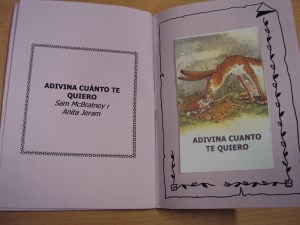 ADIVINA CUÁNTO TE
QUIERO
Sam McBratney i
Anita Jeram
ADIVINA CUANTO
TE QUIERO